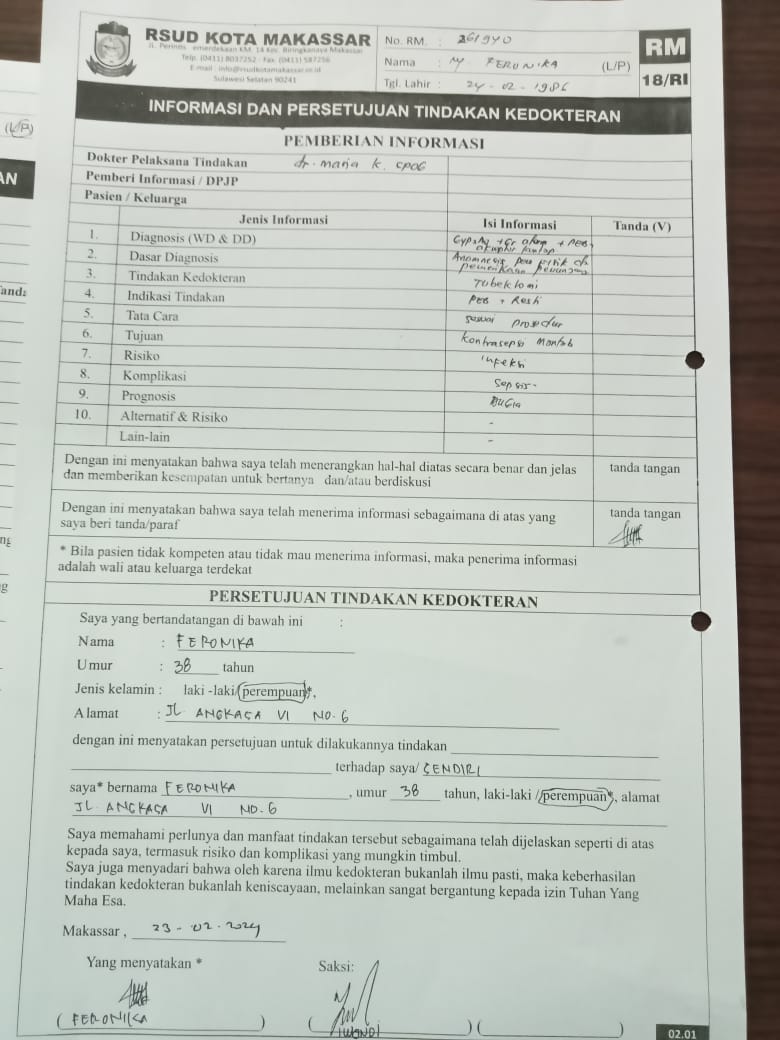 RSUD KOTA MAKASSAR
Jl. Perintis emerdekaan KM. 14 Kec. Biringkanaya Makassar
Telp. (0411) 8037252 - Fax. (0411) 587256
E-mail : info@rsudkotamakassar.or.id
Sulawesi Selatan 90241
No. RM. : 261940
Nama : Ny FERONIKA (L/P)
Tgl. Lahir : 24-02-1986
RM
18/RI
INFORMASI DAN PERSETUJUAN TINDAKAN KEDOKTERAN
PEMBERIAN INFORMASI
Dokter Pelaksana Tindakan dr. maria k. SPOG
Pemberi Informasi / DPJP
Pasien / Keluarga
Jenis Informasi Isi Informasi Tanda (V)
1. Diagnosis (WD & DD) + PEB
2. Dasar Diagnosis Anamnesis
3. Tindakan Kedokteran Tubektomi
4. Indikasi Tindakan PEB +
5. Tata Cara Sesuai prosedur
6. Tujuan kontrasepsi Mantab
7. Risiko infeksi
8. Komplikasi Sepsis -
9. Prognosis
10. Alternatif & Risiko -
Lain-lain -
Dengan ini menyatakan bahwa saya telah menerangkan hal-hal diatas secara benar dan jelas
dan memberikan kesempatan untuk bertanya dan/atau berdiskusi
tanda tangan
Dengan ini menyatakan bahwa saya telah menerima informasi sebagaimana di atas yang
saya beri tanda/paraf
tanda tangan
* Bila pasien tidak kompeten atau tidak mau menerima informasi, maka penerima informasi
adalah wali atau keluarga terdekat
PERSETUJUAN TINDAKAN KEDOKTERAN
Saya yang bertandatangan di bawah ini :
Nama : FERONIKA
Umur : 38 tahun
Jenis kelamin : laki -laki/perempuan*,
Alamat : JL ANGKASA VI NO. 6
dengan ini menyatakan persetujuan untuk dilakukannya tindakan
terhadap saya/ SENDIRI
saya* bernama FERONIKA, umur 38 tahun, laki-laki / perempuan*, alamat
JL ANGKASA VI NO. 6
Saya memahami perlunya dan manfaat tindakan tersebut sebagaimana telah dijelaskan seperti di atas
kepada saya, termasuk risiko dan komplikasi yang mungkin timbul.
Saya juga menyadari bahwa oleh karena ilmu kedokteran bukanlah ilmu pasti, maka keberhasilan
tindakan kedokteran bukanlah keniscayaan, melainkan sangat bergantung kepada izin Tuhan Yang
Maha Esa.
Makassar , 23-02-2024
Yang menyatakan * Saksi:
( FERONIKA ) ( IWANDI ) ( )
02.01